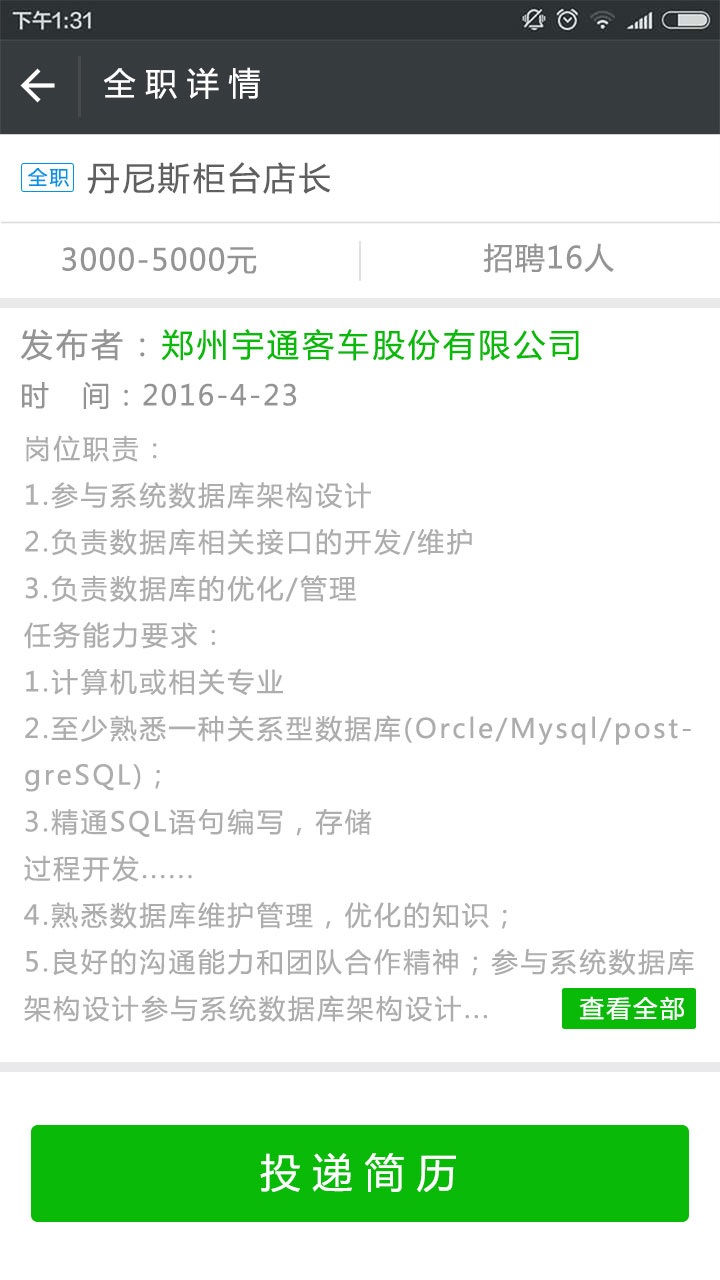 下午1:31
全职详情
全职 丹尼斯柜台店长
3000-5000元 招聘16人
发布者：郑州宇通客车股份有限公司
时　间：2016-4-23
岗位职责：
1.参与系统数据库架构设计
2.负责数据库相关接口的开发/维护
3.负责数据库的优化/管理
任务能力要求：
1.计算机或相关专业
2.至少熟悉一种关系型数据库(Orcle/Mysql/post-
greSQL)；
3.精通SQL语句编写，存储
过程开发......
4.熟悉数据库维护管理，优化的知识；
5.良好的沟通能力和团队合作精神；参与系统数据库
架构设计参与系统数据库架构设计... 查看全部
投递简历